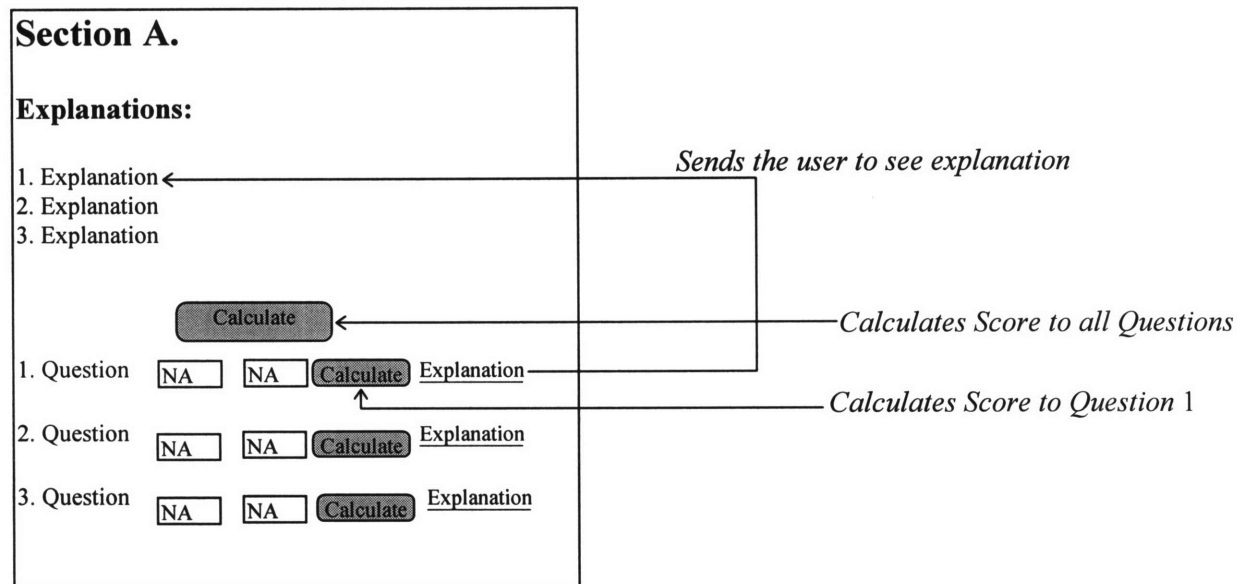 Section A.
Explanations:
Sends the user to see explanation
1. Explanation
2. Explanation
3. Explanation
Calculate
Calculates Score to all Questions
1. Question NA NA Calculate Explanation
Calculates Score to Question 1
2. Question NA NA Calculate Explanation
3. Question NA NA Calculate Explanation